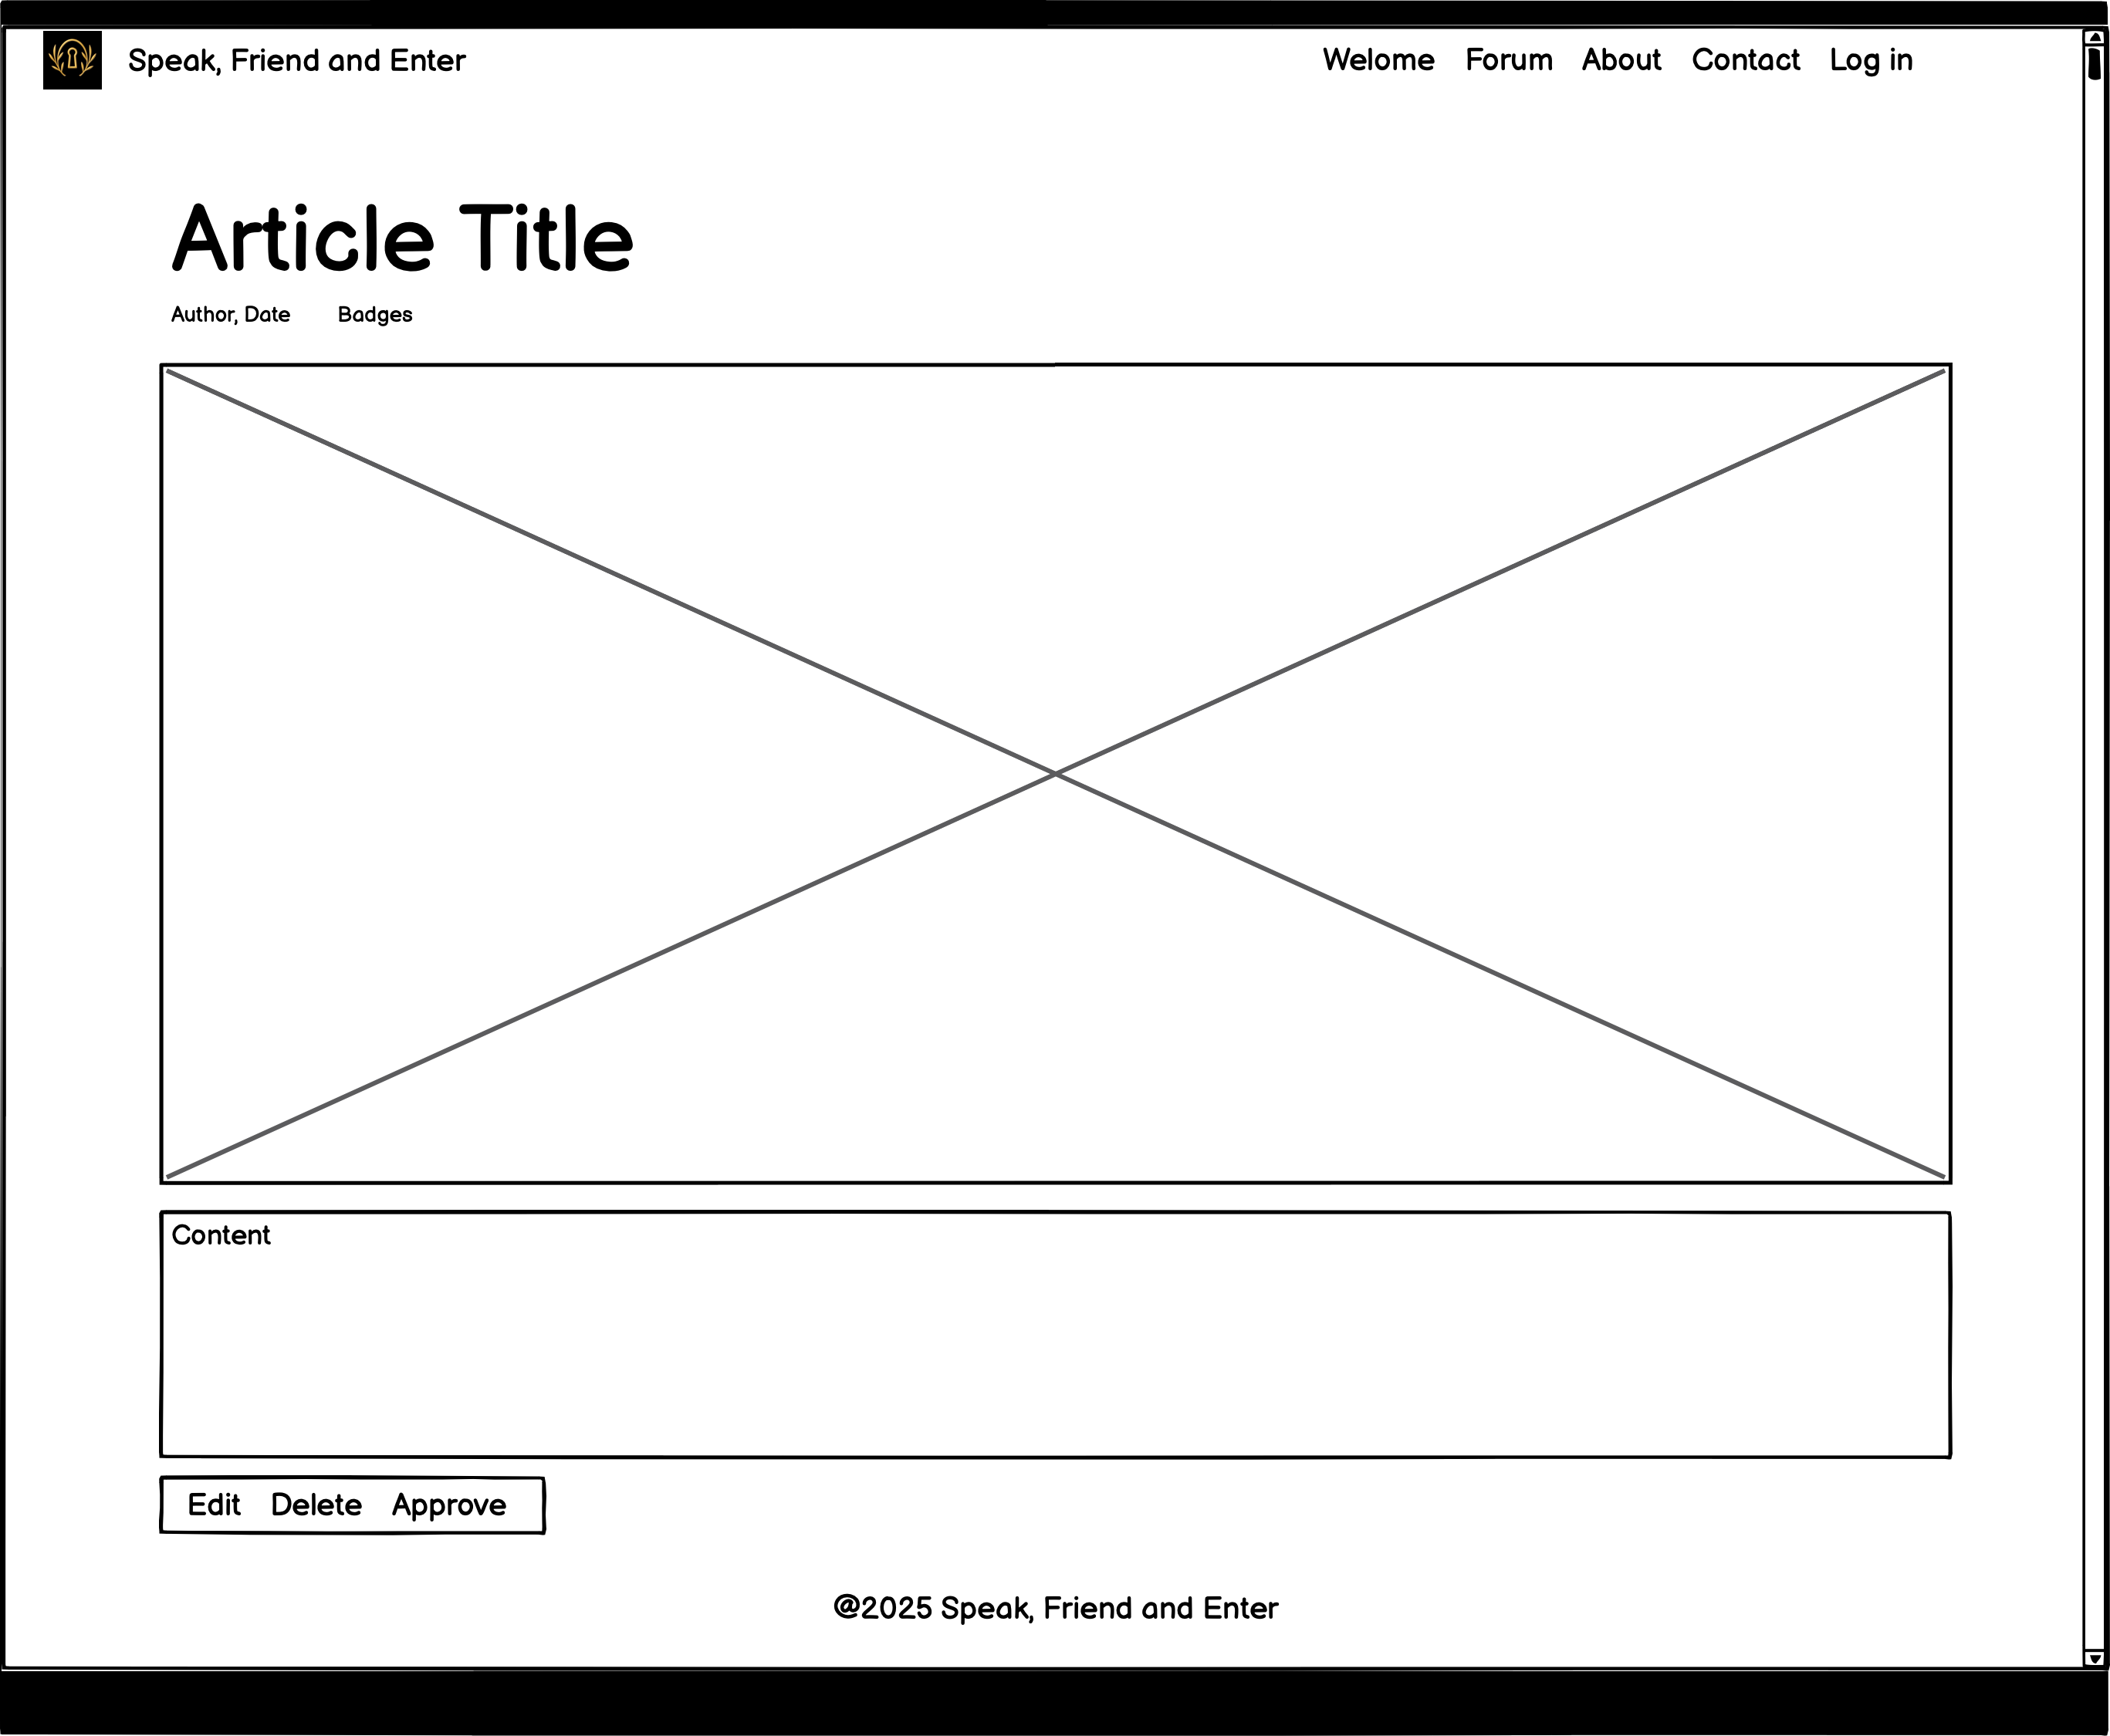 Speak, Friend and Enter Welome Forum About Contact Log in
Article Title
Author, Date Badges
Content
Edit Delete Approve
@2025 Speak, Friend and Enter